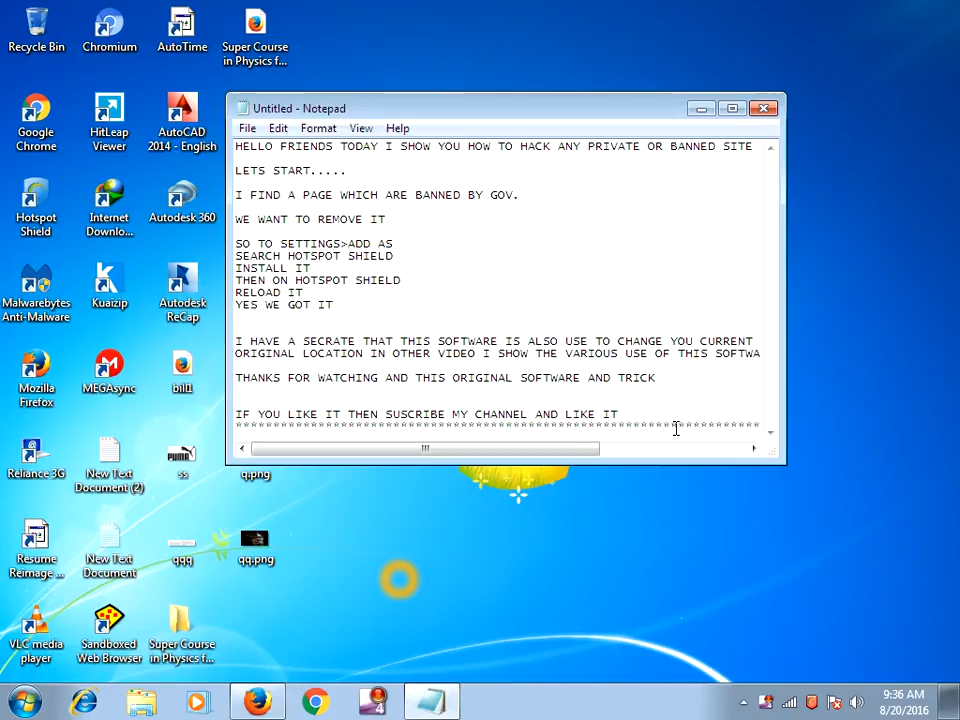 Recycle Bin
Chromium
AutoTime
Super Course
in Physics f...
Google
Chrome
HitLeap
Viewer
AutoCAD
2014 - English
Hotspot
Shield
Internet
Downlo...
Autodesk 360
Malwarebytes
Anti-Malware
Kuaizip
Autodesk
ReCap
Mozilla
Firefox
MEGAsync
bill1
Reliance 3G
New Text
Document (2)
PUMA
ss
q.png
Resume
Reimage ...
New Text
Document
qqq
qq.png
VLC media
player
Sandboxed
Web Browser
Super Course
in Physics f...
Untitled - Notepad
File Edit Format View Help
HELLO FRIENDS TODAY I SHOW YOU HOW TO HACK ANY PRIVATE OR BANNED SITE
LETS START.....
I FIND A PAGE WHICH ARE BANNED BY GOV.
WE WANT TO REMOVE IT
SO TO SETTINGS>ADD AS
SEARCH HOTSPOT SHIELD
INSTALL IT
THEN ON HOTSPOT SHIELD
RELOAD IT
YES WE GOT IT
I HAVE A SECRATE THAT THIS SOFTWARE IS ALSO USE TO CHANGE YOU CURRENT
ORIGINAL LOCATION IN OTHER VIDEO I SHOW THE VARIOUS USE OF THIS SOFTWA
THANKS FOR WATCHING AND THIS ORIGINAL SOFTWARE AND TRICK
IF YOU LIKE IT THEN SUSCRIBE MY CHANNEL AND LIKE IT
**********************************************************************
4
9:36 AM
8/20/2016